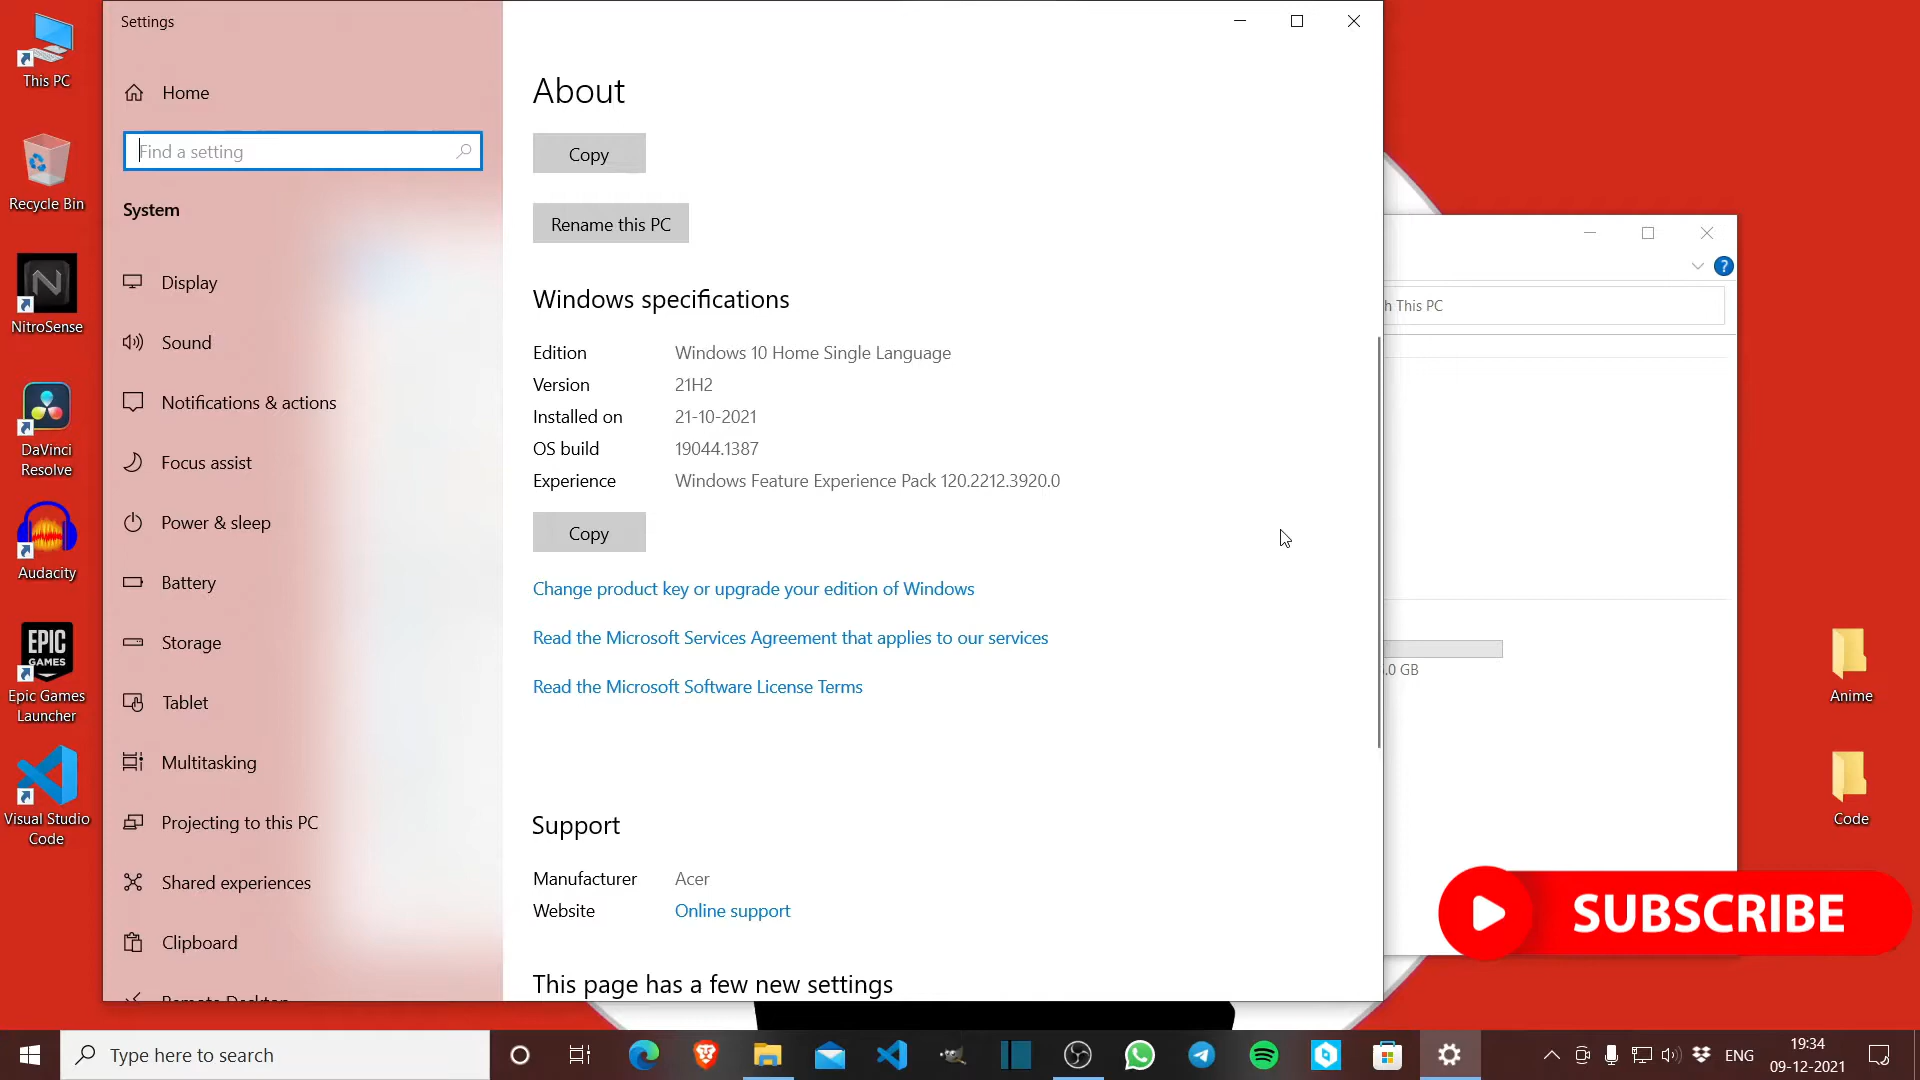 This PC
Recycle Bin
NitroSense
DaVinci
Resolve
Audacity
EPIC
GAMES
Epic Games
Launcher
Visual Studio
Code
Settings
Home
Find a setting
System
Display
Sound
Notifications & actions
Focus assist
Power & sleep
Battery
Storage
Tablet
Multitasking
Projecting to this PC
Shared experiences
Clipboard
Remote Desktop
About
Copy
Rename this PC
Windows specifications
Edition Windows 10 Home Single Language
Version 21H2
Installed on 21-10-2021
OS build 19044.1387
Experience Windows Feature Experience Pack 120.2212.3920.0
Copy
Change product key or upgrade your edition of Windows
Read the Microsoft Services Agreement that applies to our services
Read the Microsoft Software License Terms
Support
Manufacturer Acer
Website Online support
This page has a few new settings
h This PC
.0 GB
Anime
Code
SUBSCRIBE
Type here to search
ENG
19:34
09-12-2021